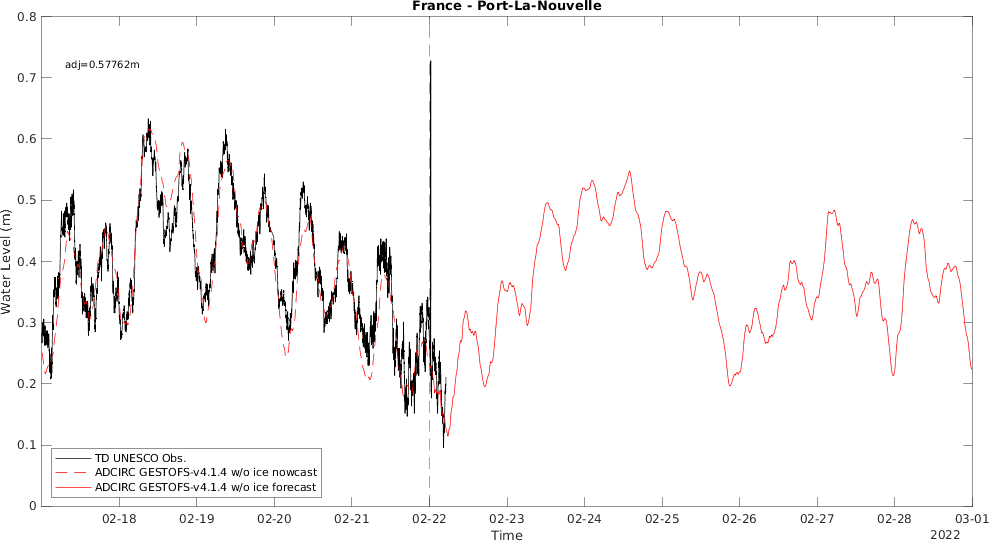 France - Port-La-Nouvelle
adj=0.57762m
Water Level (m)
0.8
0.7
0.6
0.5
0.4
0.3
0.2
0.1
0
TD UNESCO Obs.
ADCIRC GESTOFS-v4.1.4 w/o ice nowcast
ADCIRC GESTOFS-v4.1.4 w/o ice forecast
02-18 02-19 02-20 02-21 02-22 02-23 02-24 02-25 02-26 02-27 02-28 03-01
Time
2022